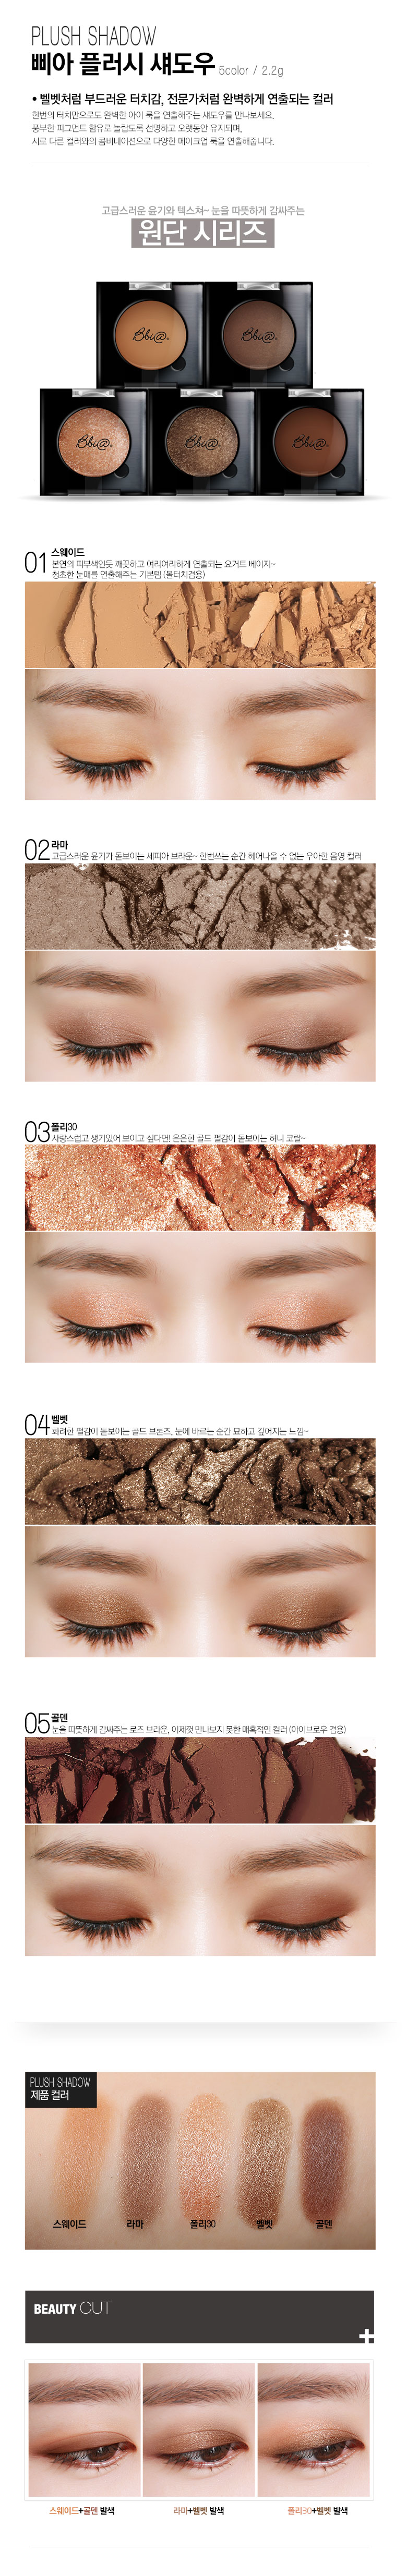 PLUSH SHADOW
삐아 플러시 섀도우 5color / 2.2g
• 벨벳처럼 부드러운 터치감, 전문가처럼 완벽하게 연출되는 컬러
한번의 터치만으로도 완벽한 아이 룩을 연출해주는 섀도우를 만나보세요.
풍부한 피그먼트 함유로 놀랍도록 선명하고 오랫동안 유지되며,
서로 다른 컬러와의 콤비네이션으로 다양한 메이크업 룩을 연출해줍니다.
고급스러운 윤기와 텍스쳐~ 눈을 따뜻하게 감싸주는
원단 시리즈
Bbu@. Bbu@.
Bbu@. Bbu@. Bbu@.
01 스웨이드
본연의 피부색인듯 깨끗하고 여리여리하게 연출되는 요거트 베이지~
청초한 눈매를 연출해주는 기본템 (볼터치겸용)
02 라마
고급스러운 윤기가 돋보이는 세피아 브라운~ 한번쓰는 순간 헤어나올 수 없는 우아한 음영 컬러
03 폴리30
사랑스럽고 생기있어 보이고 싶다면! 은은한 골드 펄감이 돋보이는 허니 코랄~
04 벨벳
화려한 펄감이 돋보이는 골드 브론즈, 눈에 바르는 순간 묘하고 깊어지는 느낌~
05 골덴
눈을 따뜻하게 감싸주는 로즈 브라운, 이제껏 만나보지 못한 매혹적인 컬러 (아이브로우 겸용)
PLUSH SHADOW
제품 컬러
스웨이드 라마 폴리30 벨벳 골덴
BEAUTY CUT
+
스웨이드+골덴 발색 라마+벨벳 발색 폴리30+벨벳 발색